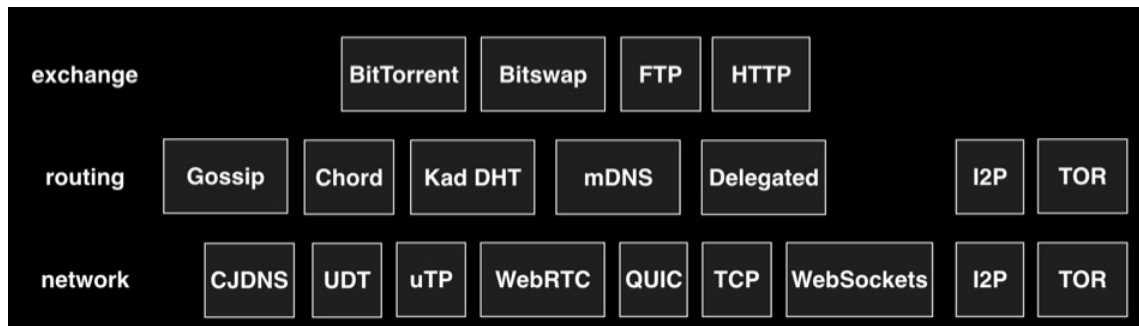 exchange BitTorrent Bitswap FTP HTTP
routing Gossip Chord Kad DHT mDNS Delegated I2P TOR
network CJDNS UDT uTP WebRTC QUIC TCP WebSockets I2P TOR